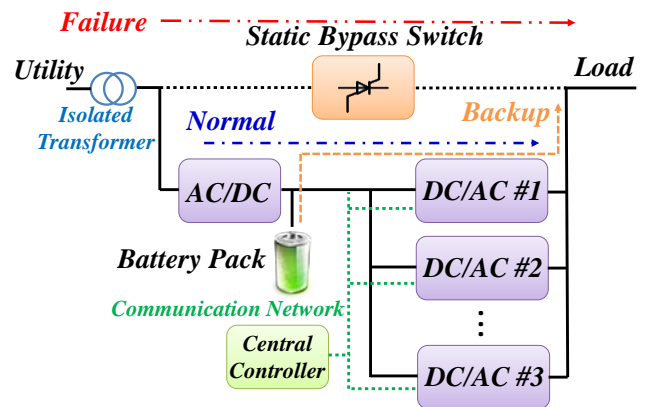 Failure
Static Bypass Switch
Utility
Load
Isolated
Transformer
Normal
Backup
AC/DC
DC/AC #1
Battery Pack
DC/AC #2
Communication Network
Central
Controller
DC/AC #3